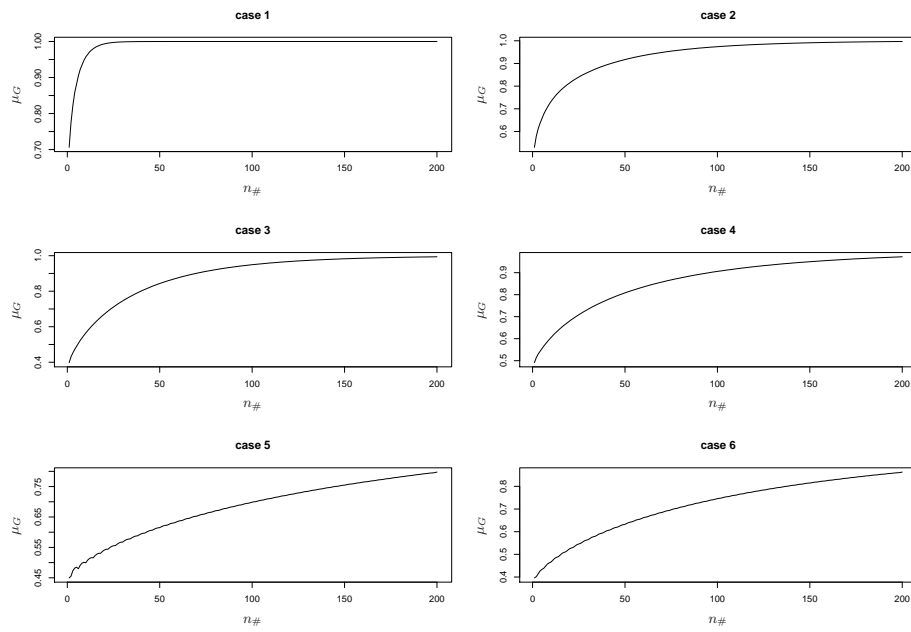 case 1
μG
0.70 0.80 0.90 1.00
0 50 100 150 200
n#
case 2
μG
0.6 0.7 0.8 0.9 1.0
0 50 100 150 200
n#
case 3
μG
0.4 0.6 0.8 1.0
0 50 100 150 200
n#
case 4
μG
0.5 0.6 0.7 0.8 0.9
0 50 100 150 200
n#
case 5
μG
0.45 0.55 0.65 0.75
0 50 100 150 200
n#
case 6
μG
0.4 0.5 0.6 0.7 0.8
0 50 100 150 200
n#